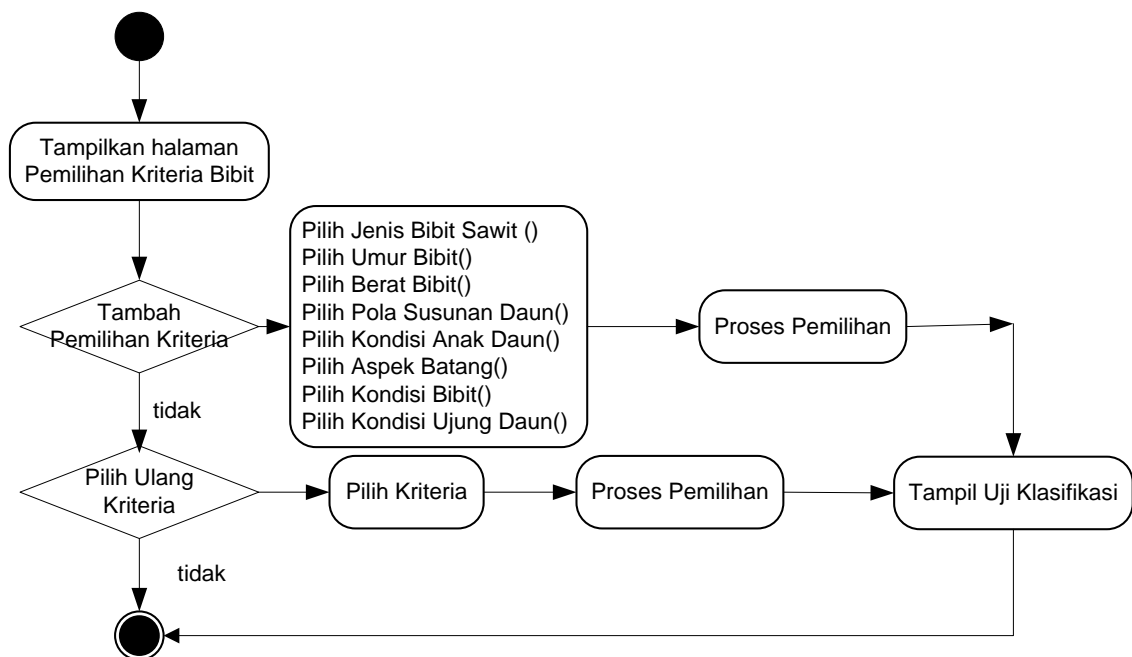 Tampilkan halaman
Pemilihan Kriteria Bibit
Tambah
Pemilihan Kriteria
Pilih Jenis Bibit Sawit ()
Pilih Umur Bibit()
Pilih Berat Bibit()
Pilih Pola Susunan Daun()
Pilih Kondisi Anak Daun()
Pilih Aspek Batang()
Pilih Kondisi Bibit()
Pilih Kondisi Ujung Daun()
Proses Pemilihan
tidak
Pilih Ulang
Kriteria
Pilih Kriteria
Proses Pemilihan
Tampil Uji Klasifikasi
tidak